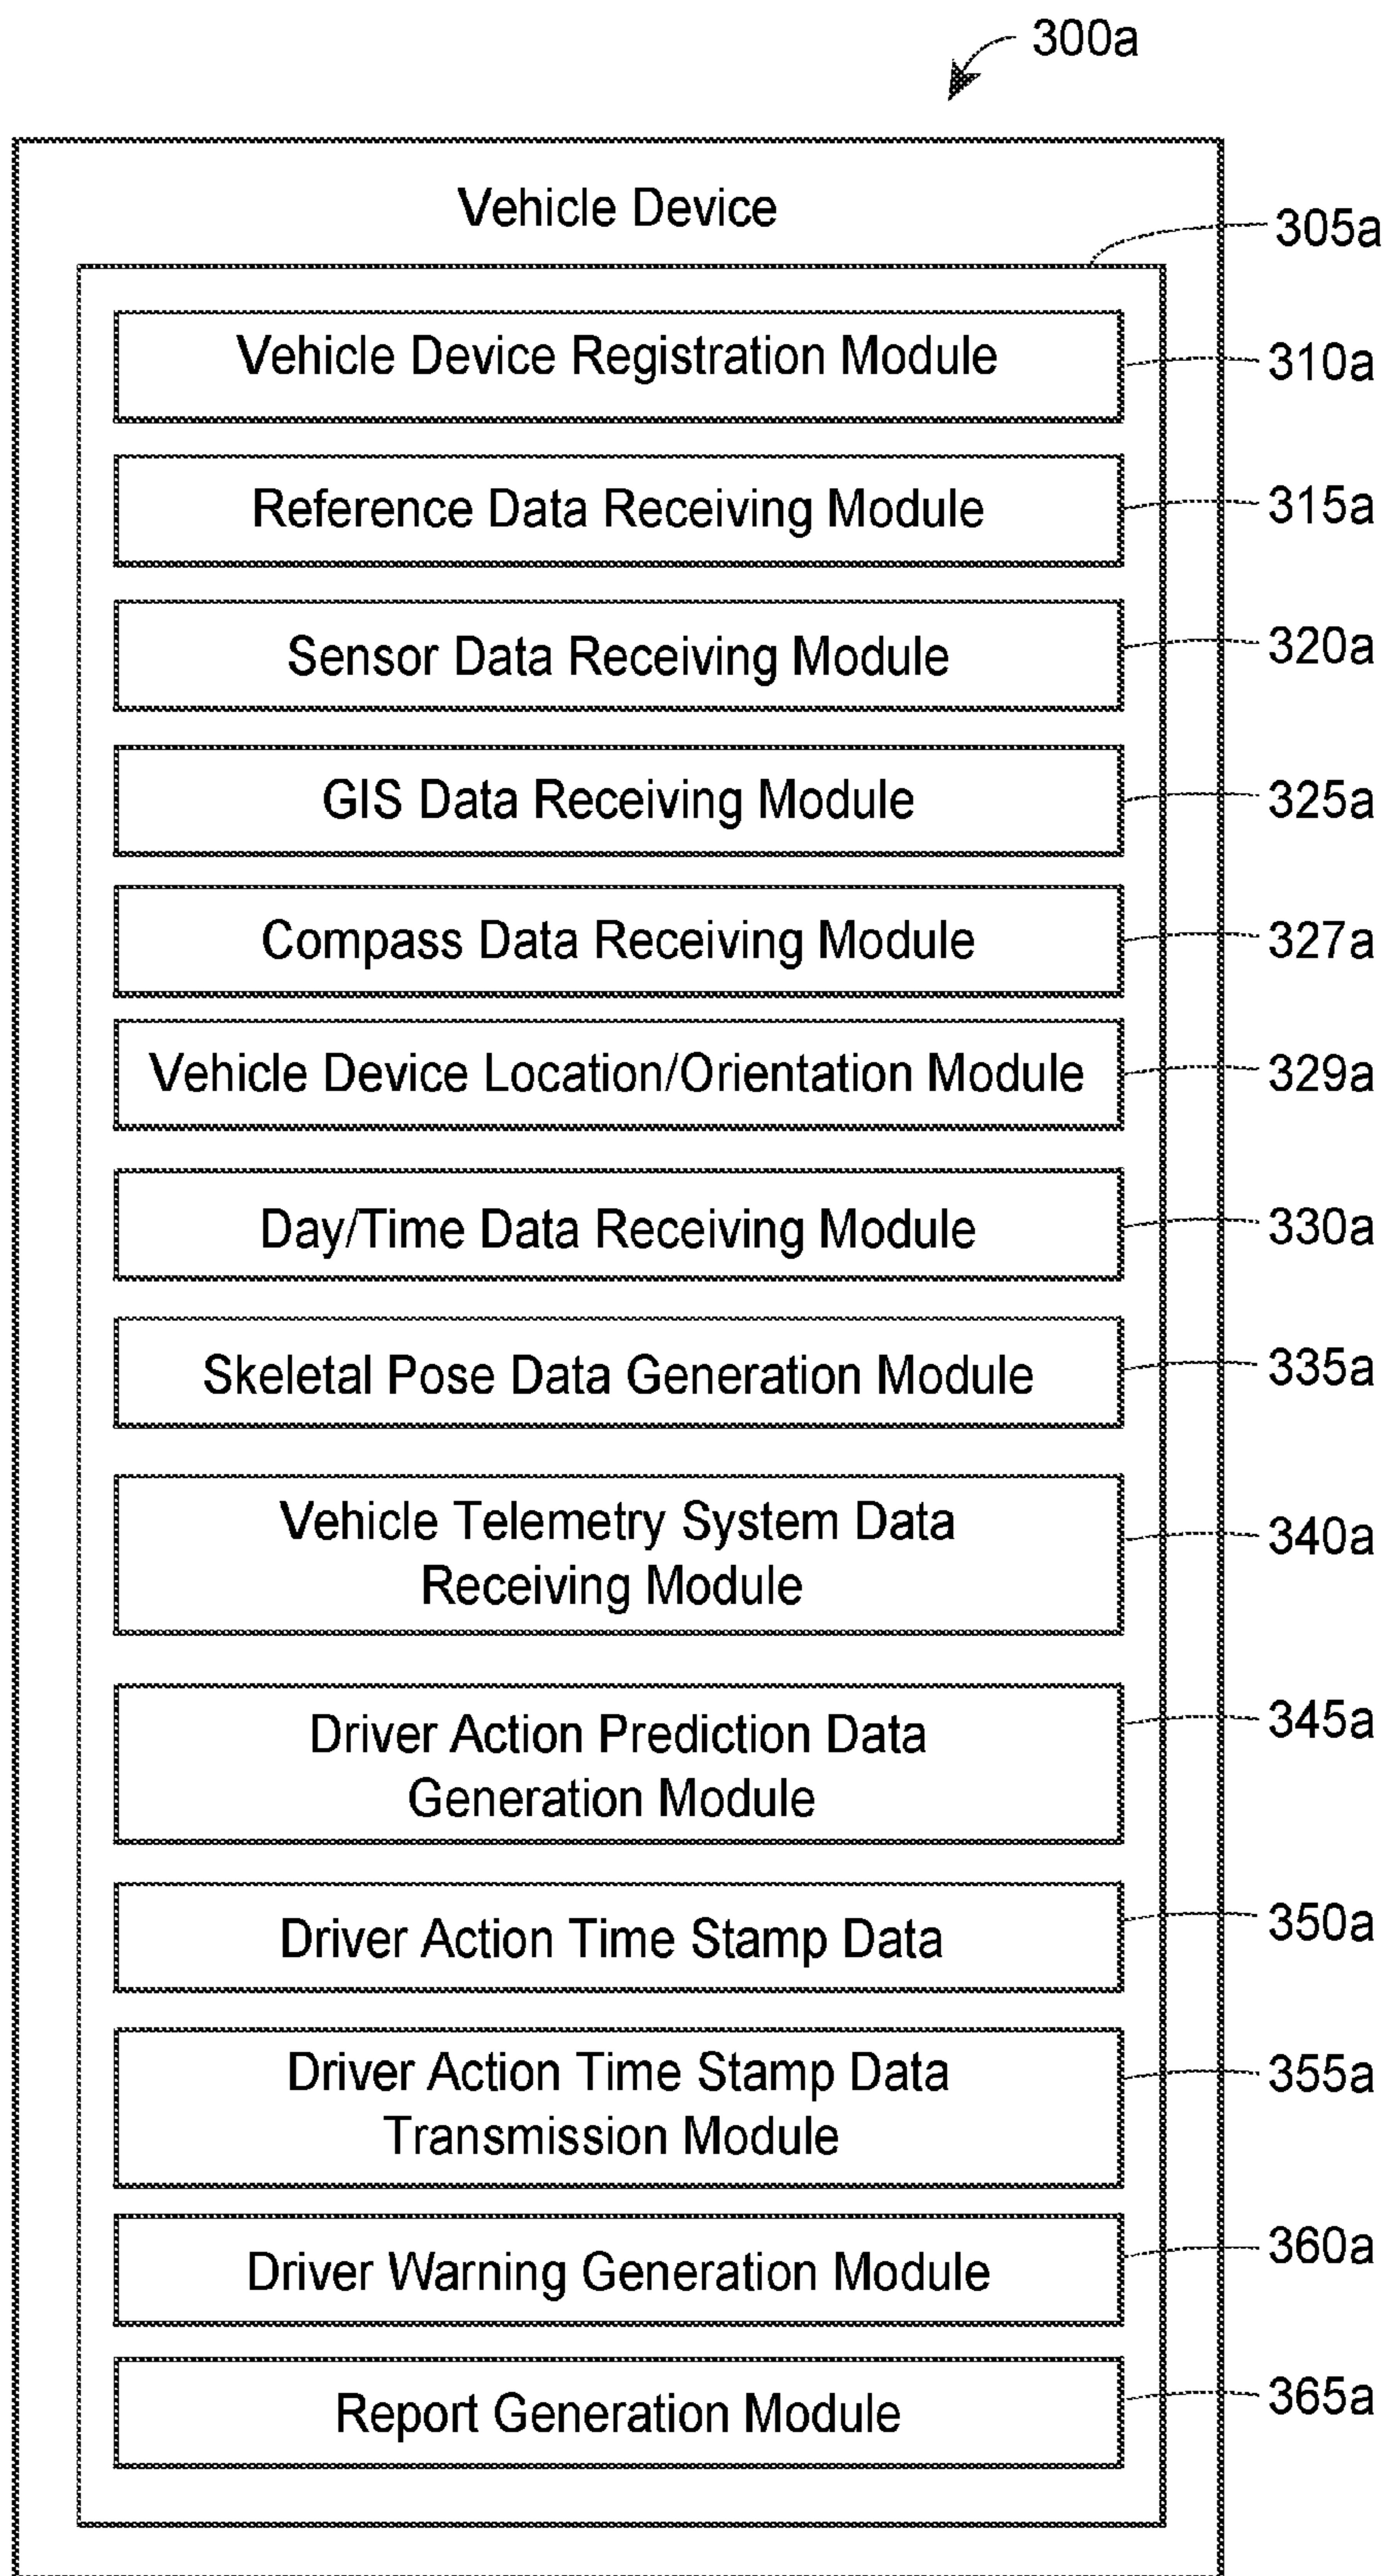 300a
Vehicle Device
305a
Vehicle Device Registration Module
310a
Reference Data Receiving Module
315a
Sensor Data Receiving Module
320a
GIS Data Receiving Module
325a
Compass Data Receiving Module
327a
Vehicle Device Location/Orientation Module
329a
Day/Time Data Receiving Module
330a
Skeletal Pose Data Generation Module
335a
Vehicle Telemetry System Data
Receiving Module
340a
Driver Action Prediction Data
Generation Module
345a
Driver Action Time Stamp Data
350a
Driver Action Time Stamp Data
Transmission Module
355a
Driver Warning Generation Module
360a
Report Generation Module
365a